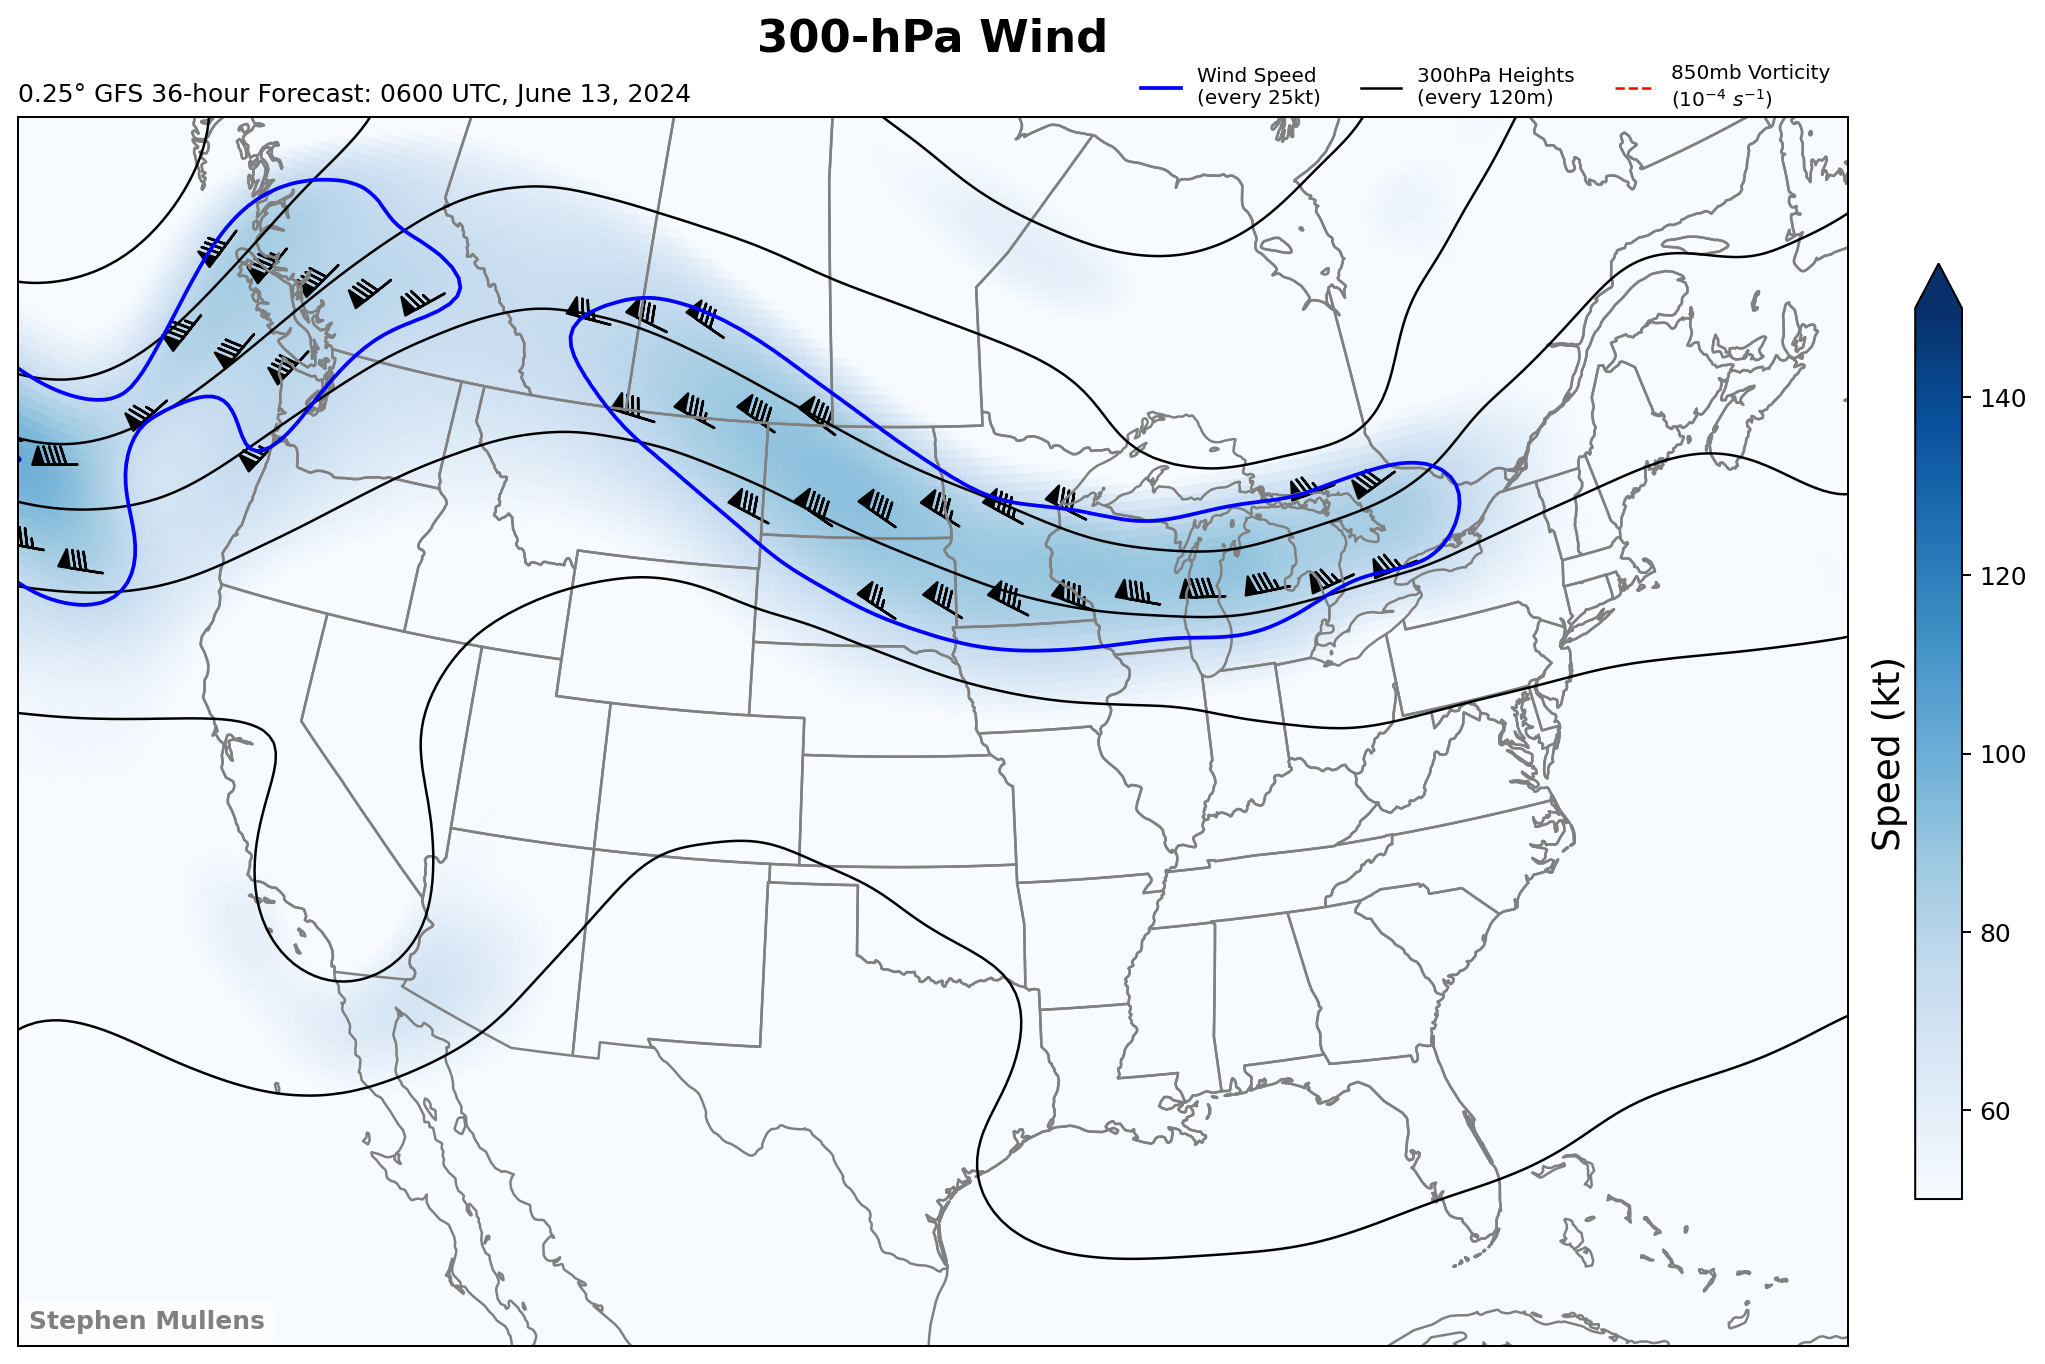 300-hPa Wind
0.25° GFS 36-hour Forecast: 0600 UTC, June 13, 2024
Wind Speed
(every 25kt)
300hPa Heights
(every 120m)
850mb Vorticity
(10⁻⁴ s⁻¹)
140
120
100
80
60
Speed (kt)
Stephen Mullens